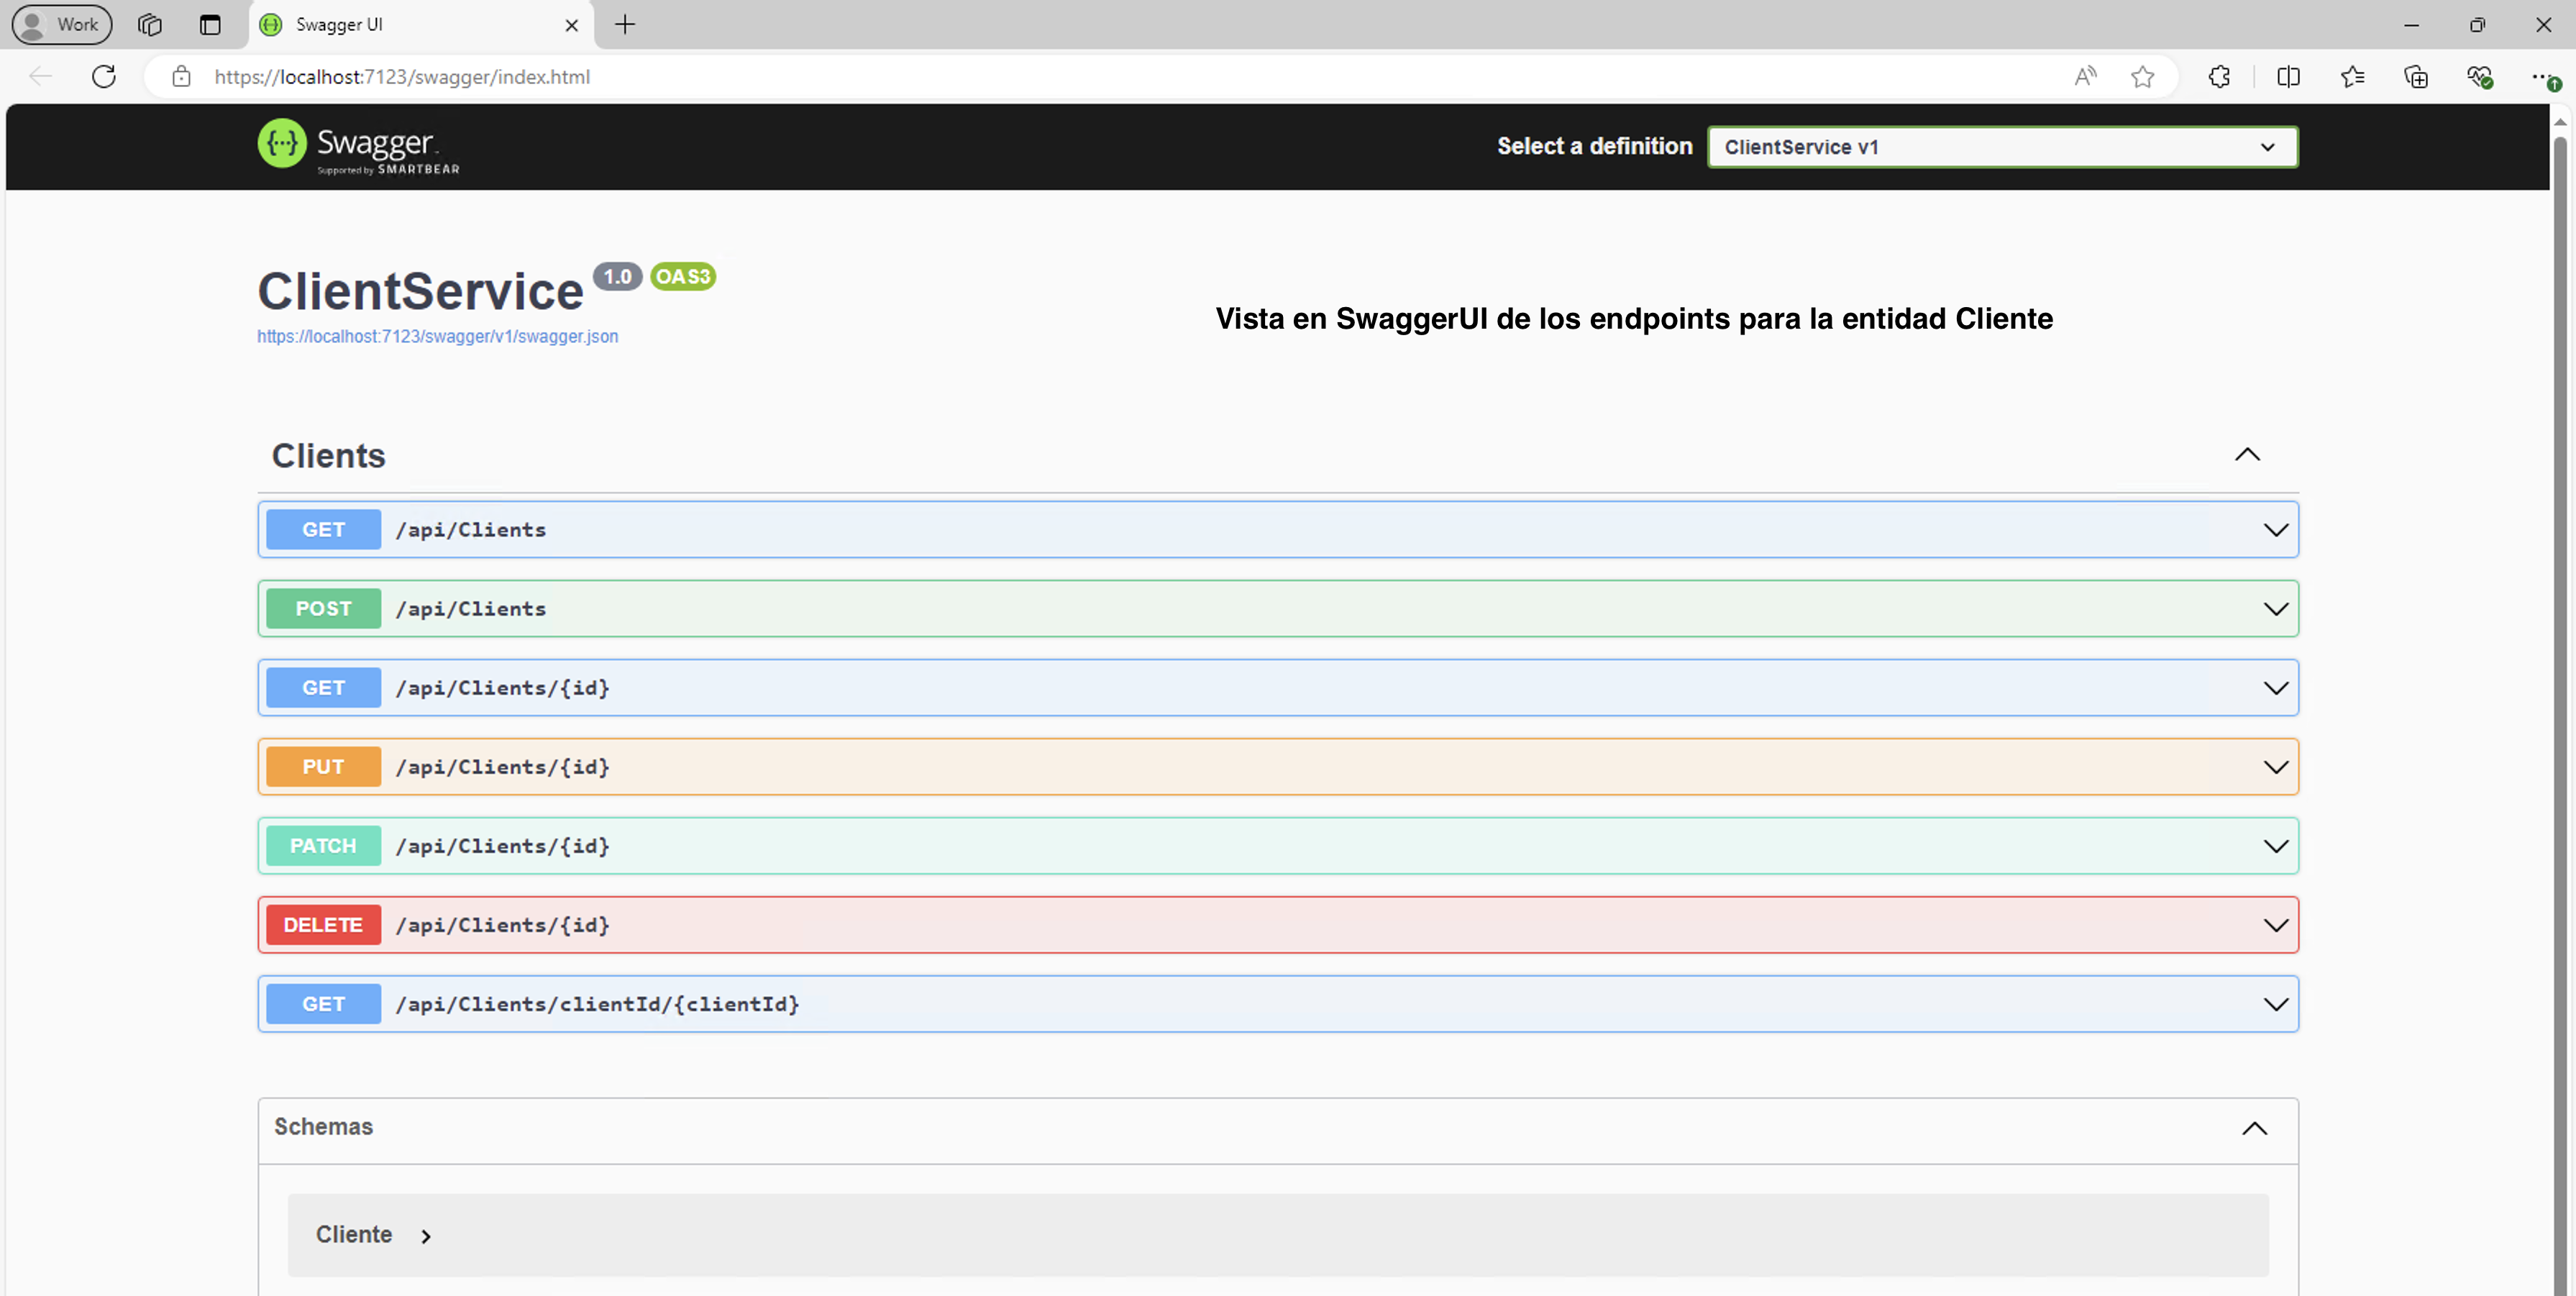 Work
Swagger UI
https://localhost:7123/swagger/index.html
Swagger
Supported by SMARTBEAR
Select a definition
ClientService v1
ClientService 1.0 OAS3
https://localhost:7123/swagger/v1/swagger.json
Vista en SwaggerUI de los endpoints para la entidad Cliente
Clients
GET /api/Clients
POST /api/Clients
GET /api/Clients/{id}
PUT /api/Clients/{id}
PATCH /api/Clients/{id}
DELETE /api/Clients/{id}
GET /api/Clients/clientId/{clientId}
Schemas
Cliente